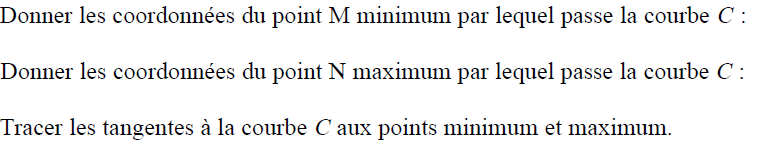 Donner les coordonnées du point M minimum par lequel passe la courbe C :
Donner les coordonnées du point N maximum par lequel passe la courbe C :
Tracer les tangentes à la courbe C aux points minimum et maximum.